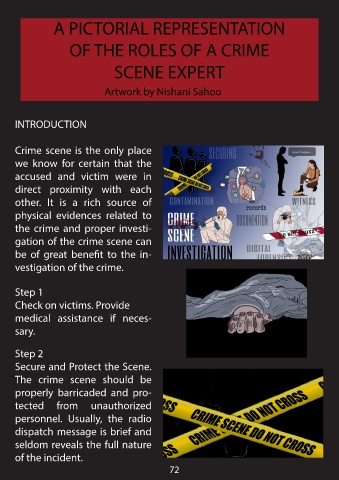 A PICTORIAL REPRESENTATION
OF THE ROLES OF A CRIME
SCENE EXPERT
Artwork by Nishani Sahoo
INTRODUCTION
Crime scene is the only place
we know for certain that the
accused and victim were in
direct proximity with each
other. It is a rich source of
physical evidences related to
the crime and proper investi-
gation of the crime scene can
be of great benefit to the in-
vestigation of the crime.
SECURING
CONTAMINATION
records
WITNESS
CRIME
DOCUMENTION
SCENE
DIGITAL
INVESTIGATION
Step 1
Check on victims. Provide
medical assistance if neces-
sary.
Step 2
Secure and Protect the Scene.
The crime scene should be
properly barricaded and pro-
tected from unauthorized
personnel. Usually, the radio
dispatch message is brief and
seldom reveals the full nature
of the incident.
CRIME SCENE DO NOT CROSS
CRIME SCENE DO NOT CROSS
72